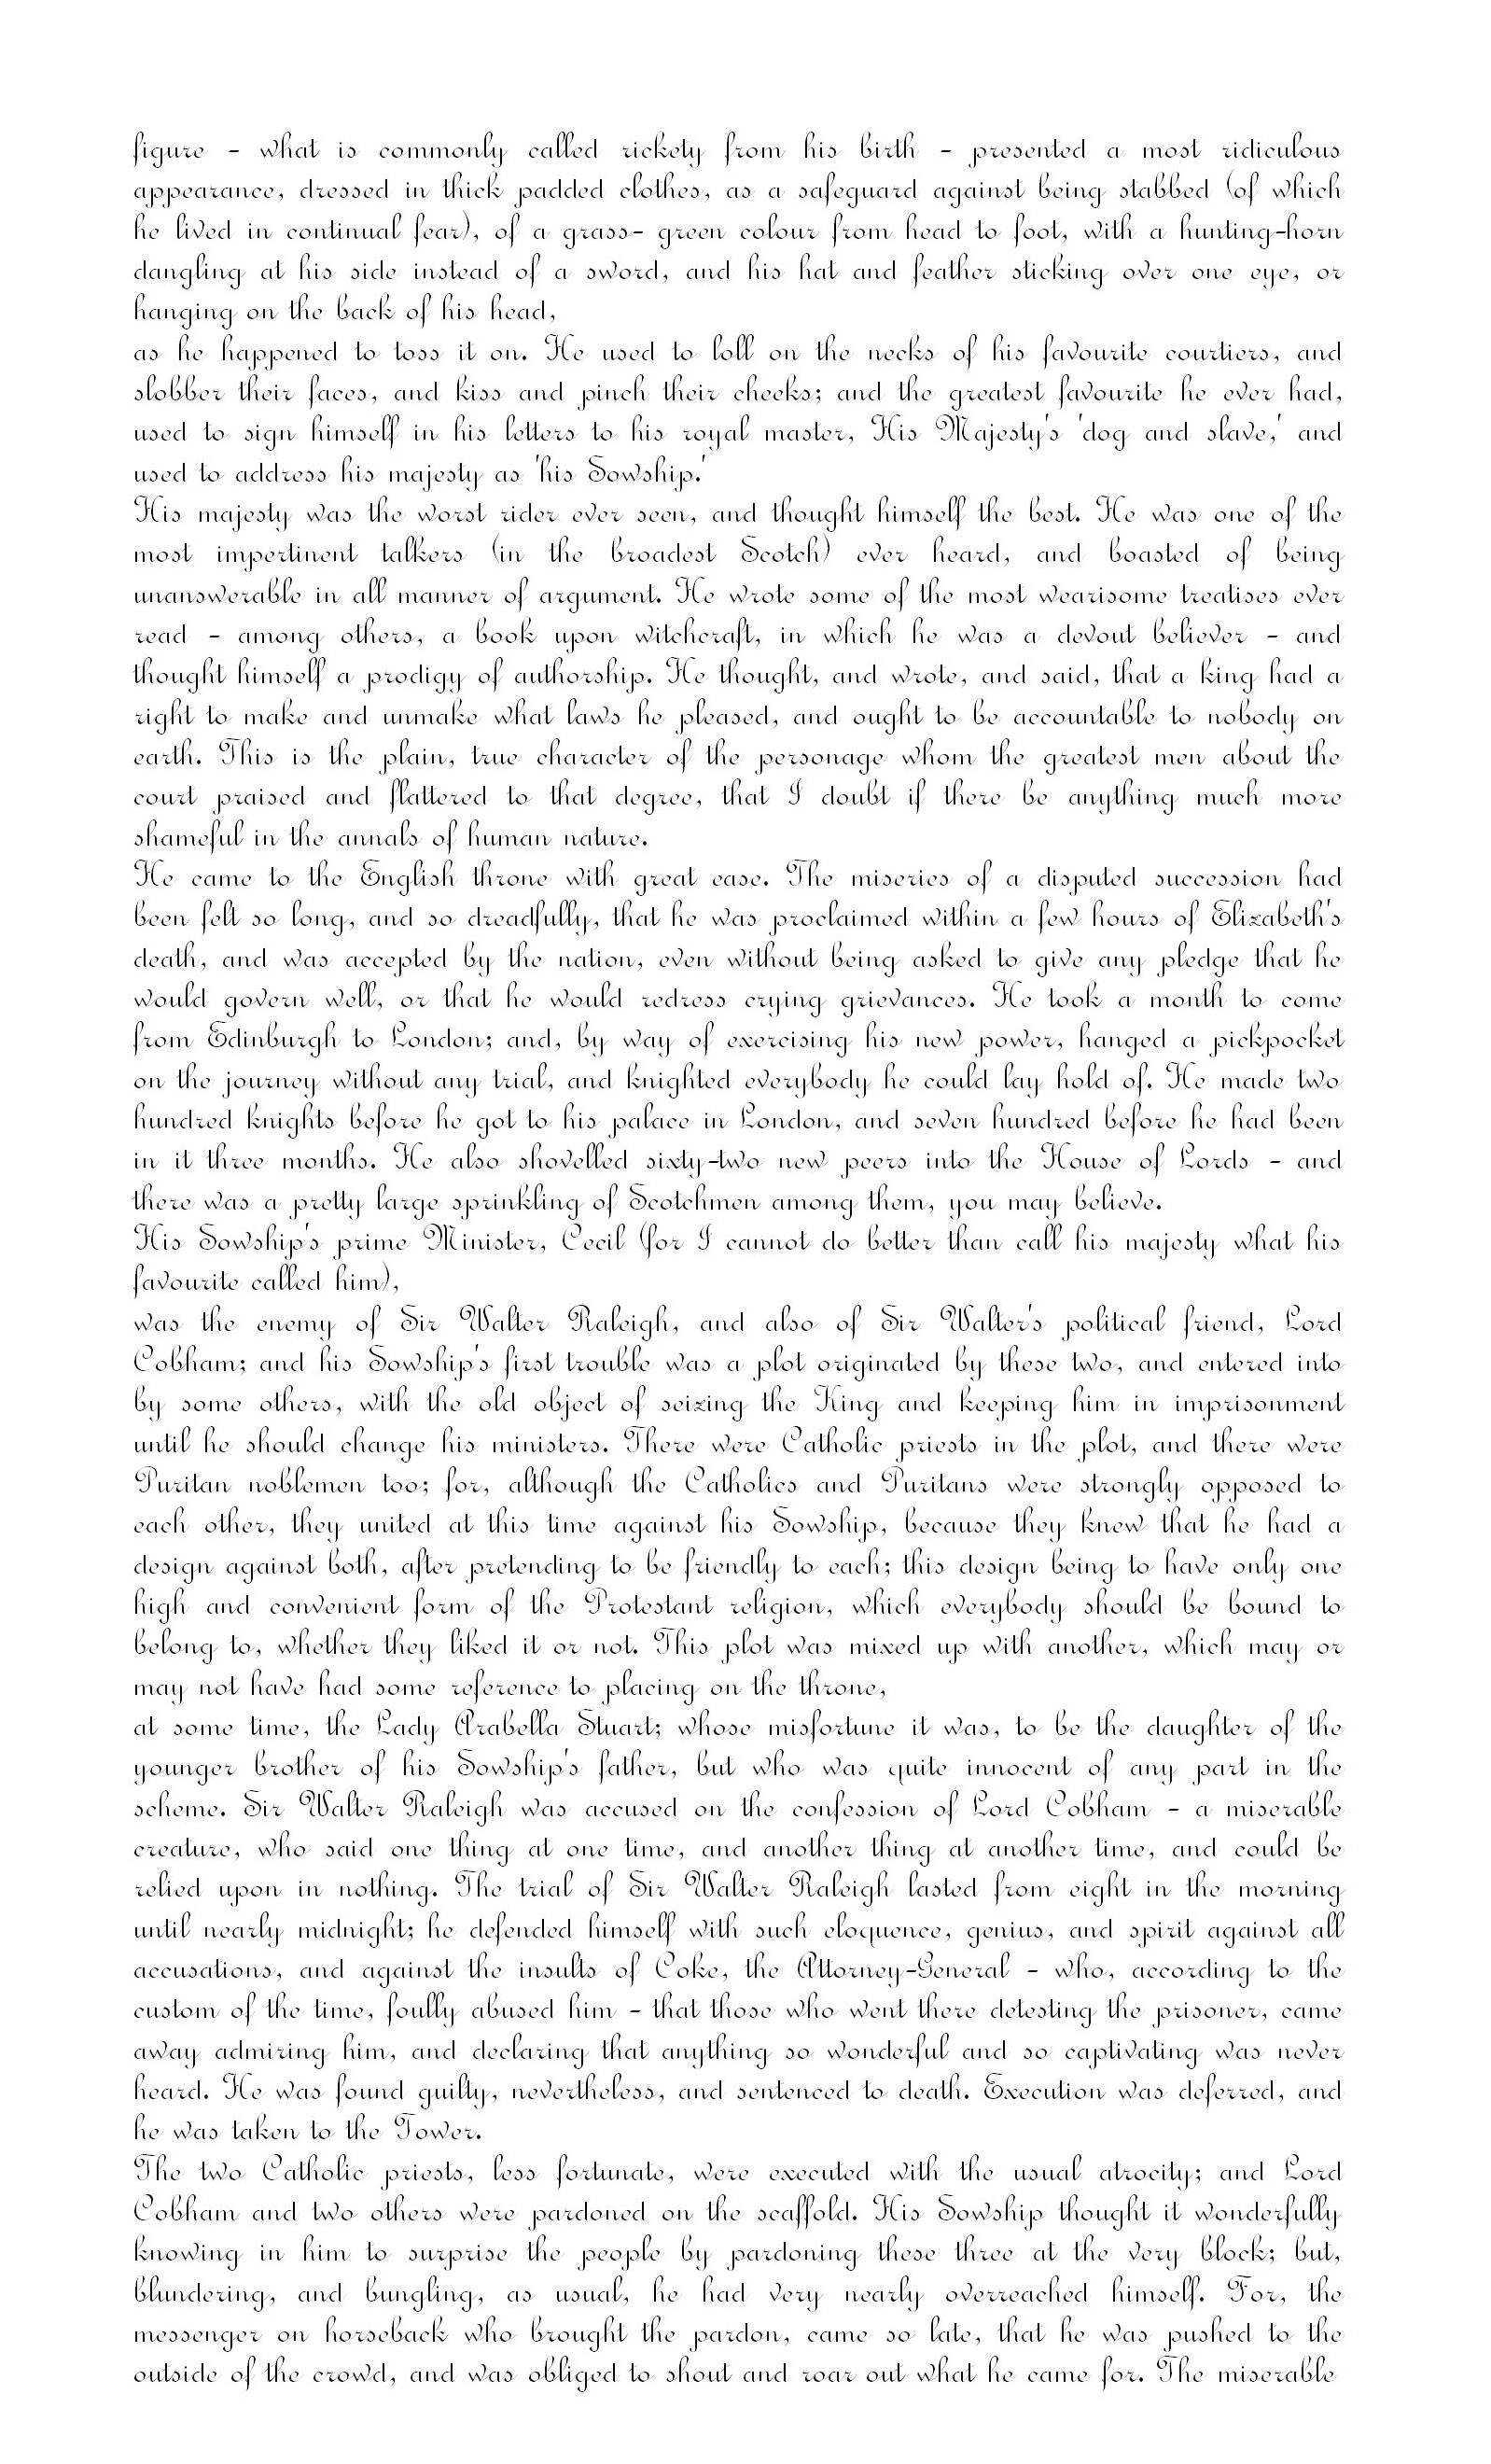 figure - what is commonly called rickety from his birth - presented a most ridiculous
appearance, dressed in thick padded clothes, as a safeguard against being stabbed (of which
he lived in continual fear), of a grass- green colour from head to foot, with a hunting-horn
dangling at his side instead of a sword, and his hat and feather sticking over one eye, or
hanging on the back of his head,
as he happened to toss it on. He used to loll on the necks of his favourite courtiers, and
slobber their faces, and kiss and pinch their cheeks; and the greatest favourite he ever had,
used to sign himself in his letters to his royal master, His Majesty's 'dog and slave,' and
used to address his majesty as 'his Sowship.'
His majesty was the worst rider ever seen, and thought himself the best. He was one of the
most impertinent talkers (in the broadest Scotch) ever heard, and boasted of being
unanswerable in all manner of argument. He wrote some of the most wearisome treatises ever
read - among others, a book upon witchcraft, in which he was a devout believer - and
thought himself a prodigy of authorship. He thought, and wrote, and said, that a king had a
right to make and unmake what laws he pleased, and ought to be accountable to nobody on
earth. This is the plain, true character of the personage whom the greatest men about the
court praised and flattered to that degree, that I doubt if there be anything much more
shameful in the annals of human nature.
He came to the English throne with great ease. The miseries of a disputed succession had
been felt so long, and so dreadfully, that he was proclaimed within a few hours of Elizabeth's
death, and was accepted by the nation, even without being asked to give any pledge that he
would govern well, or that he would redress crying grievances. He took a month to come
from Edinburgh to London; and, by way of exercising his new power, hanged a pickpocket
on the journey without any trial, and knighted everybody he could lay hold of. He made two
hundred knights before he got to his palace in London, and seven hundred before he had been
in it three months. He also shovelled sixty-two new peers into the House of Lords - and
there was a pretty large sprinkling of Scotchmen among them, you may believe.
His Sowship's prime Minister, Cecil (for I cannot do better than call his majesty what his
favourite called him),
was the enemy of Sir Walter Raleigh, and also of Sir Walter's political friend, Lord
Cobham; and his Sowship's first trouble was a plot originated by these two, and entered into
by some others, with the old object of seizing the King and keeping him in imprisonment
until he should change his ministers. There were Catholic priests in the plot, and there were
Puritan noblemen too; for, although the Catholics and Puritans were strongly opposed to
each other, they united at this time against his Sowship, because they knew that he had a
design against both, after pretending to be friendly to each; this design being to have only one
high and convenient form of the Protestant religion, which everybody should be bound to
belong to, whether they liked it or not. This plot was mixed up with another, which may or
may not have had some reference to placing on the throne,
at some time, the Lady Arabella Stuart; whose misfortune it was, to be the daughter of the
younger brother of his Sowship's father, but who was quite innocent of any part in the
scheme. Sir Walter Raleigh was accused on the confession of Lord Cobham - a miserable
creature, who said one thing at one time, and another thing at another time, and could be
relied upon in nothing. The trial of Sir Walter Raleigh lasted from eight in the morning
until nearly midnight; he defended himself with such eloquence, genius, and spirit against all
accusations, and against the insults of Coke, the Attorney-General - who, according to the
custom of the time, foully abused him - that those who went there detesting the prisoner, came
away admiring him, and declaring that anything so wonderful and so captivating was never
heard. He was found guilty, nevertheless, and sentenced to death. Execution was deferred, and
he was taken to the Tower.
The two Catholic priests, less fortunate, were executed with the usual atrocity; and Lord
Cobham and two others were pardoned on the scaffold. His Sowship thought it wonderfully
knowing in him to surprise the people by pardoning these three at the very block; but,
blundering, and bungling, as usual, he had very nearly overreached himself. For, the
messenger on horseback who brought the pardon, came so late, that he was pushed to the
outside of the crowd, and was obliged to shout and roar out what he came for. The miserable